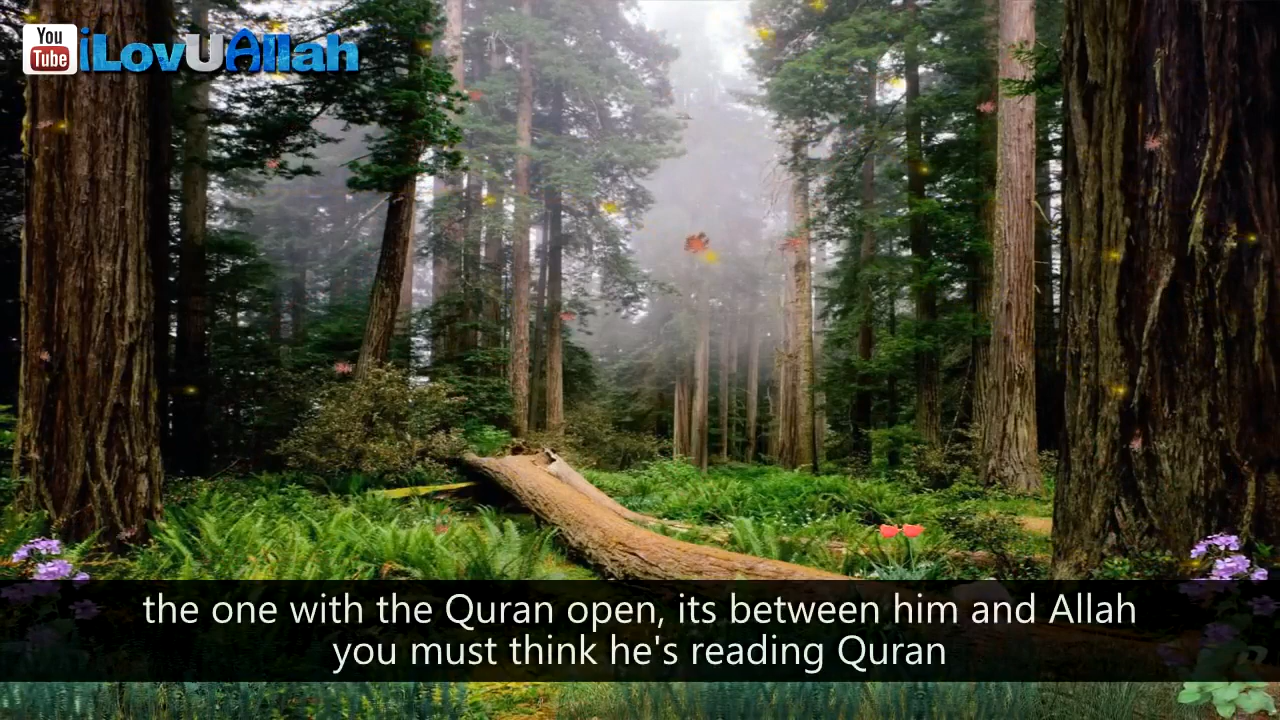 You
Tube
iLovUAllah
the one with the Quran open, its between him and Allah
you must think he's reading Quran